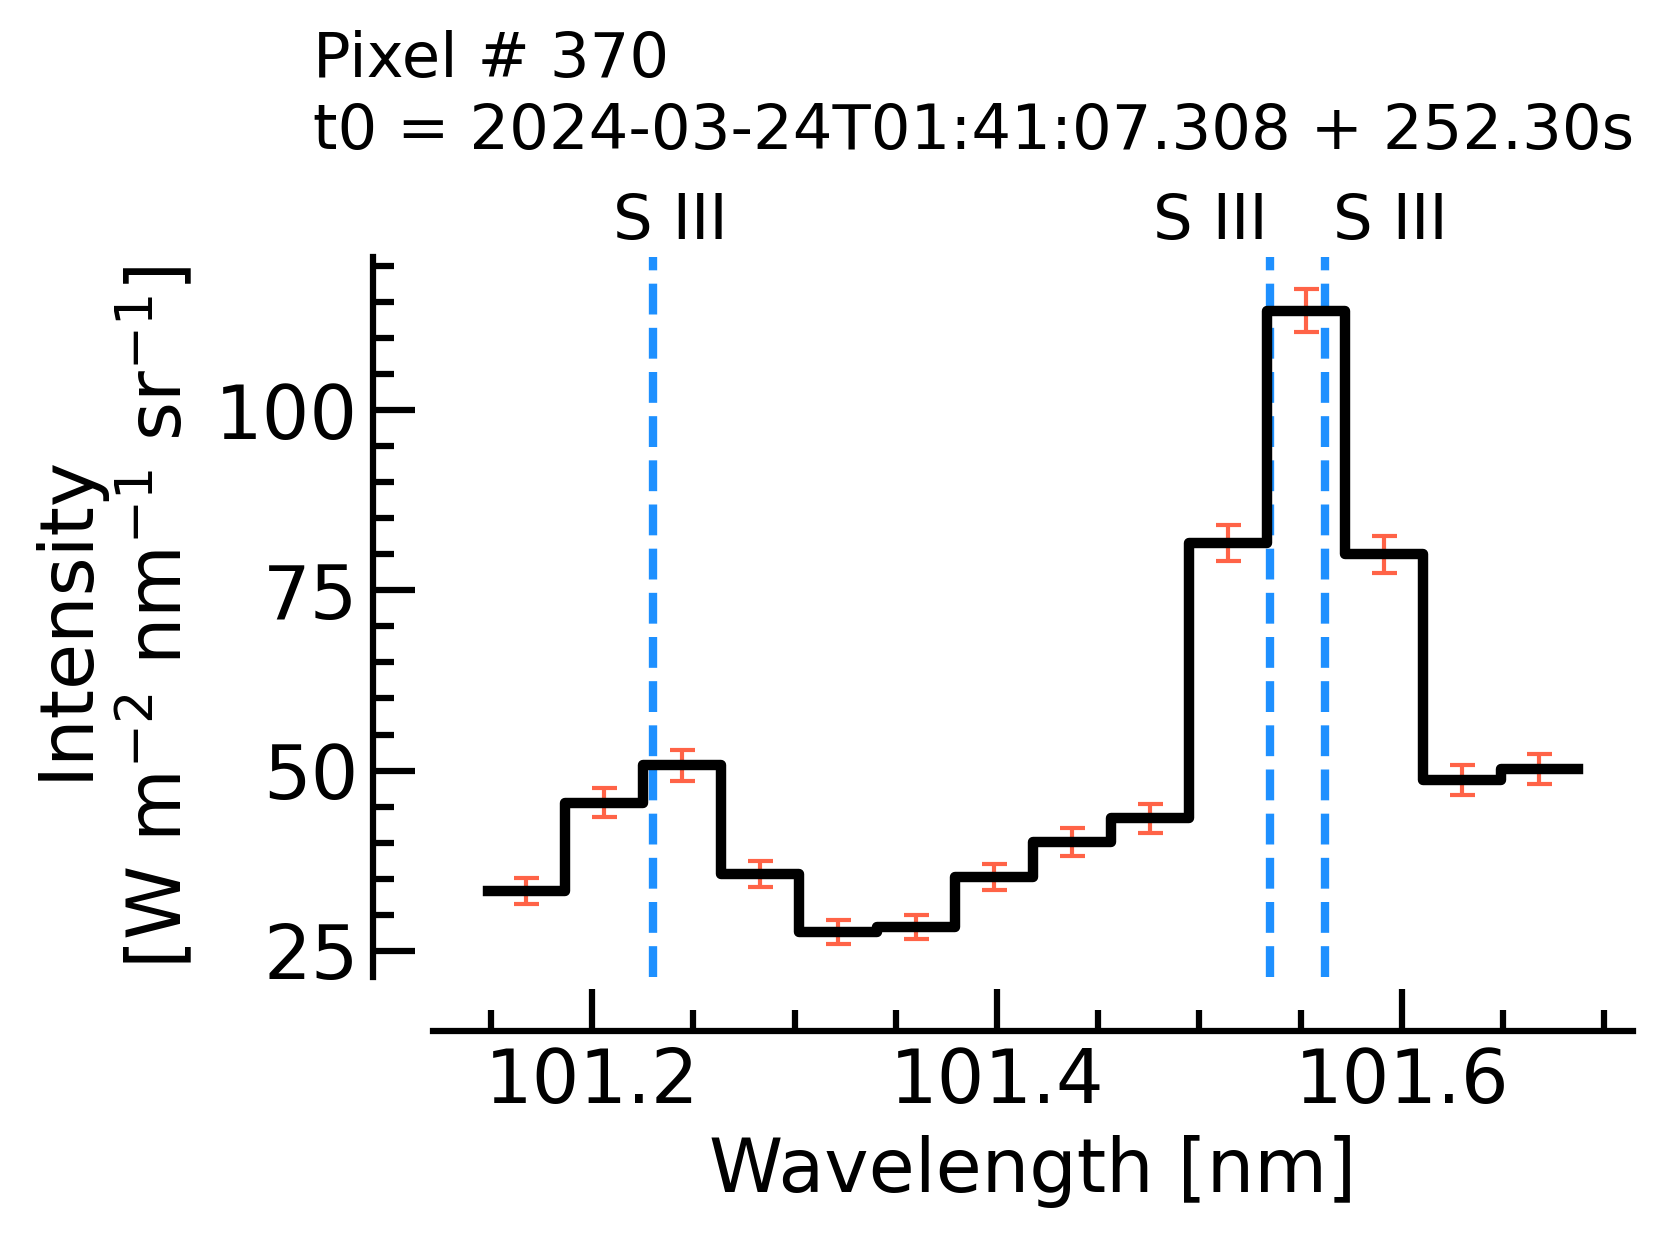 Pixel # 370
t0 = 2024-03-24T01:41:07.308 + 252.30s
S III S III S III
Intensity
[W m⁻² nm⁻¹ sr⁻¹]
100
75
50
25
101.2 101.4 101.6
Wavelength [nm]